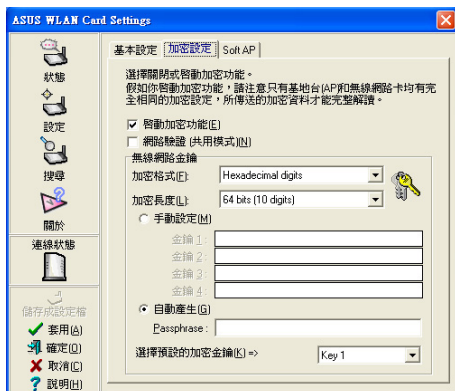 ASUS WLAN Card Settings
狀態
設定
搜尋
關於
連線狀態
儲存成設定檔
套用(A)
確定(O)
取消(C)
說明(H)
基本設定
加密設定
Soft AP
選擇關閉或啓動加密功能。
假如你啓動加密功能,請注意只有基地台(AP)和無線網路卡均有完
全相同的加密設定,所傳送的加密資料才能完整解讀。
啓動加密功能(E)
網路驗證 (共用模式)(N)
無線網路金鑰
加密格式(F):
Hexadecimal digits
加密長度(L):
64 bits (10 digits)
手動設定(M)
金鑰 1:
金鑰 2:
金鑰 3:
金鑰 4:
自動產生(G)
Passphrase :
選擇預設的加密金鑰(K) =>
Key 1